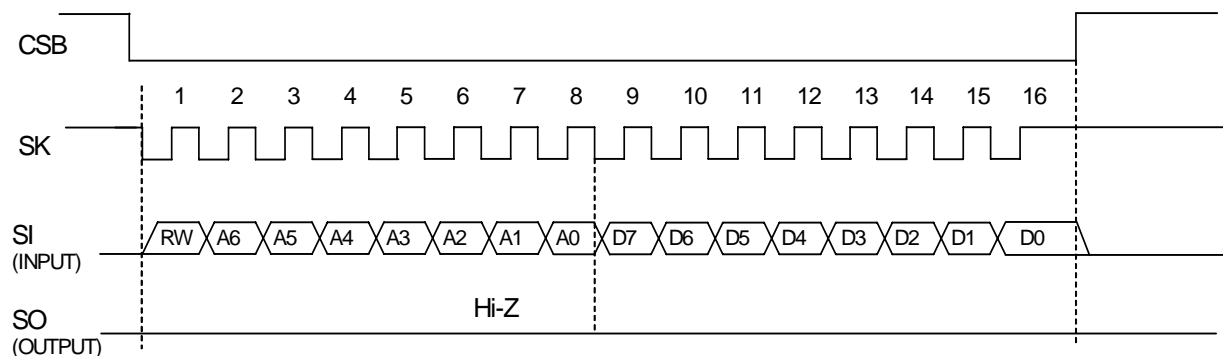 CSB
1 2 3 4 5 6 7 8 9 10 11 12 13 14 15 16
SK
SI
(INPUT)
RW A6 A5 A4 A3 A2 A1 A0 D7 D6 D5 D4 D3 D2 D1 D0
Hi-Z
SO
(OUTPUT)